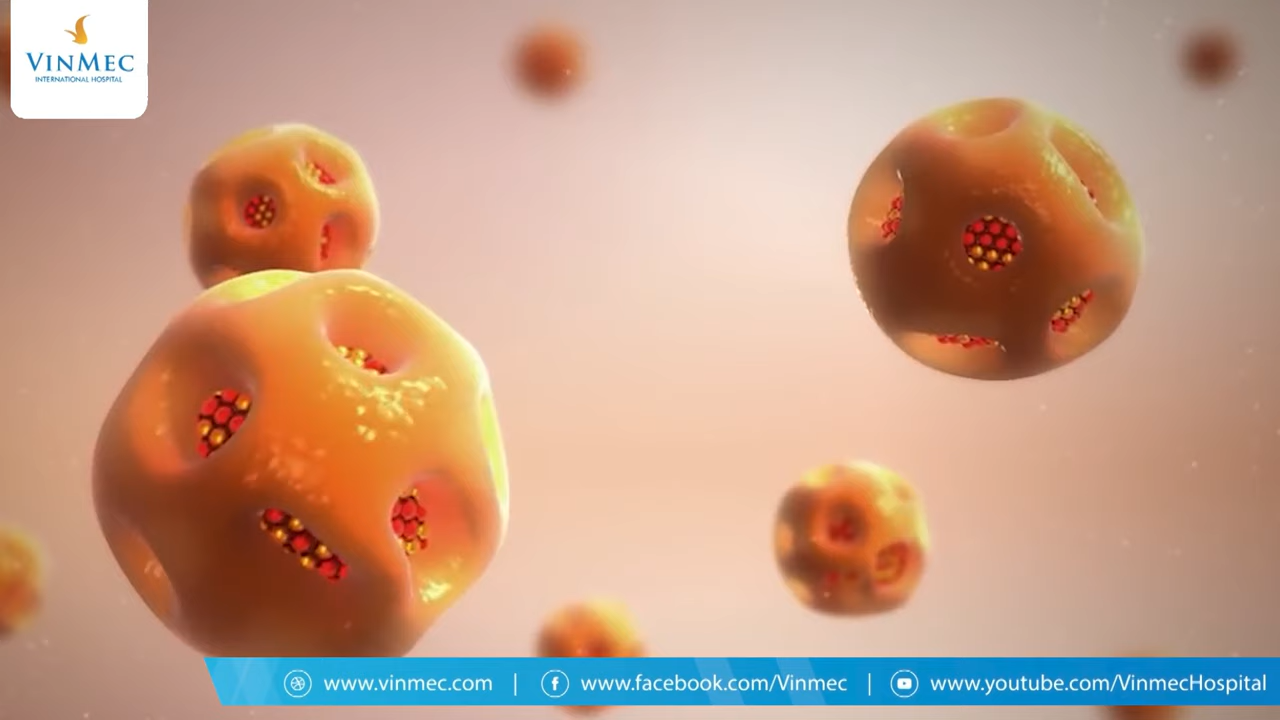 VINMEC
INTERNATIONAL HOSPITAL
www.vinmec.com | www.facebook.com/Vinmec | www.youtube.com/VinmecHospital